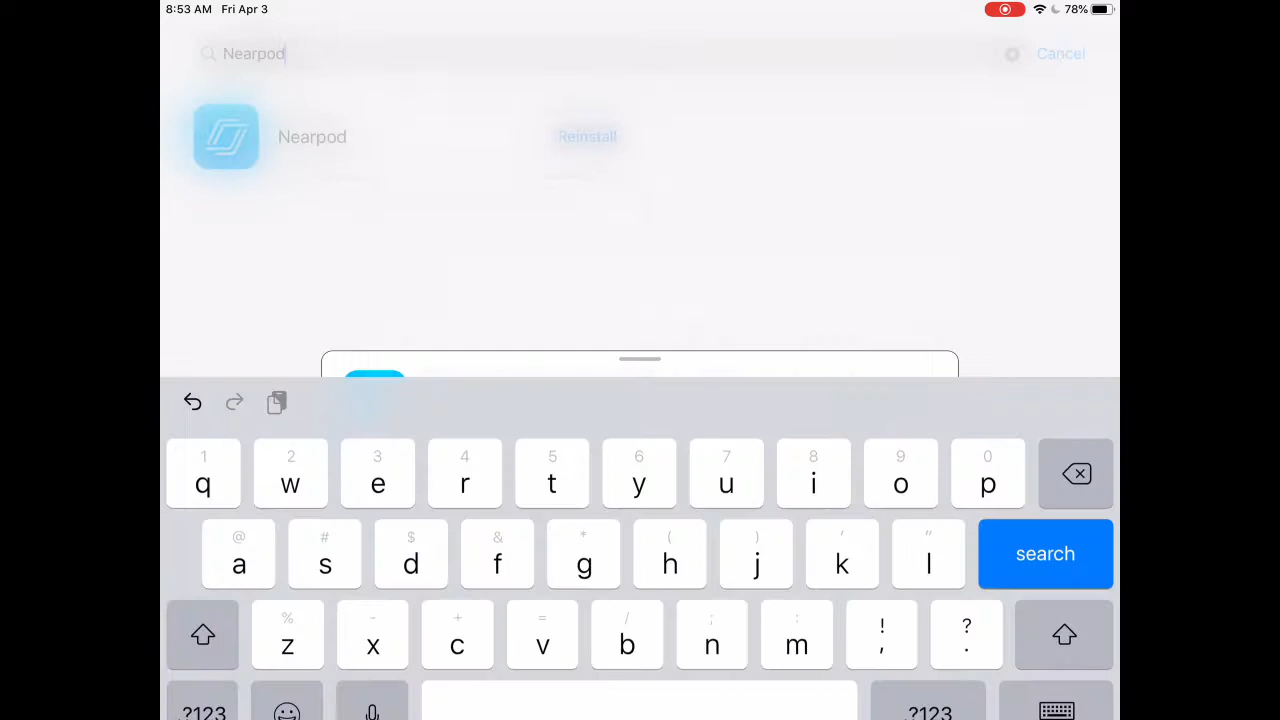 8:53 AM Fri Apr 3 78%
Nearpod Cancel
Nearpod Reinstall
1 2 3 4 5 6 7 8 9 0
q w e r t y u i o p
@ # $ & * ( ) ' "
a s d f g h j k l search
% - + = / ; : ! ?
z x c v b n m , .
.?123 .?123